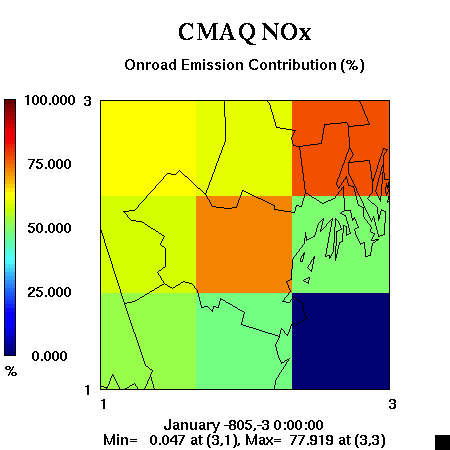 CMAQ NOx
Onroad Emission Contribution (%)
100.000
75.000
50.000
25.000
0.000
%
3
1
1
3
January -805,-3 0:00:00
Min= 0.047 at (3,1), Max= 77.919 at (3,3)